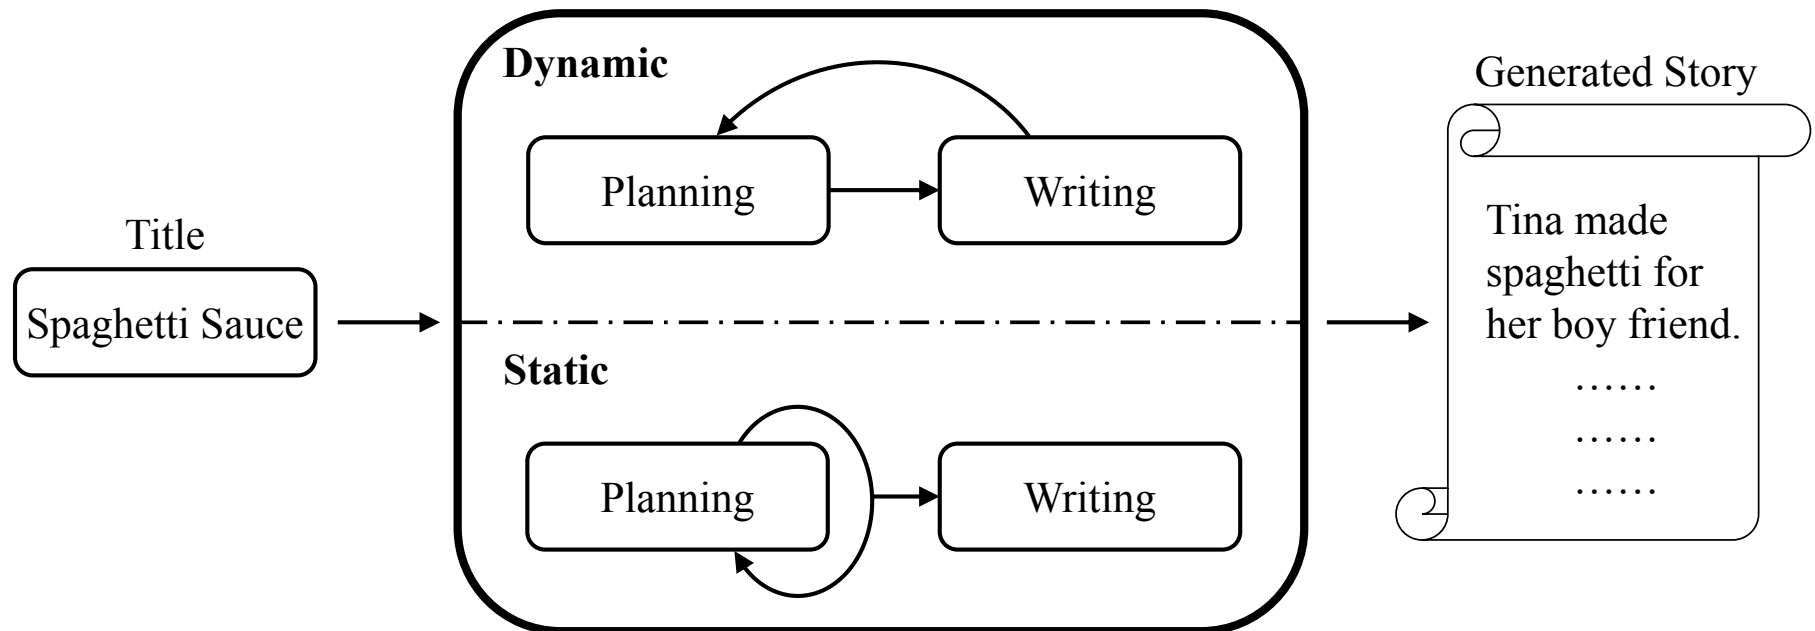 Title
Spaghetti Sauce
Dynamic
Planning
Writing
Static
Planning
Writing
Generated Story
Tina made
spaghetti for
her boy friend.
......
......
......